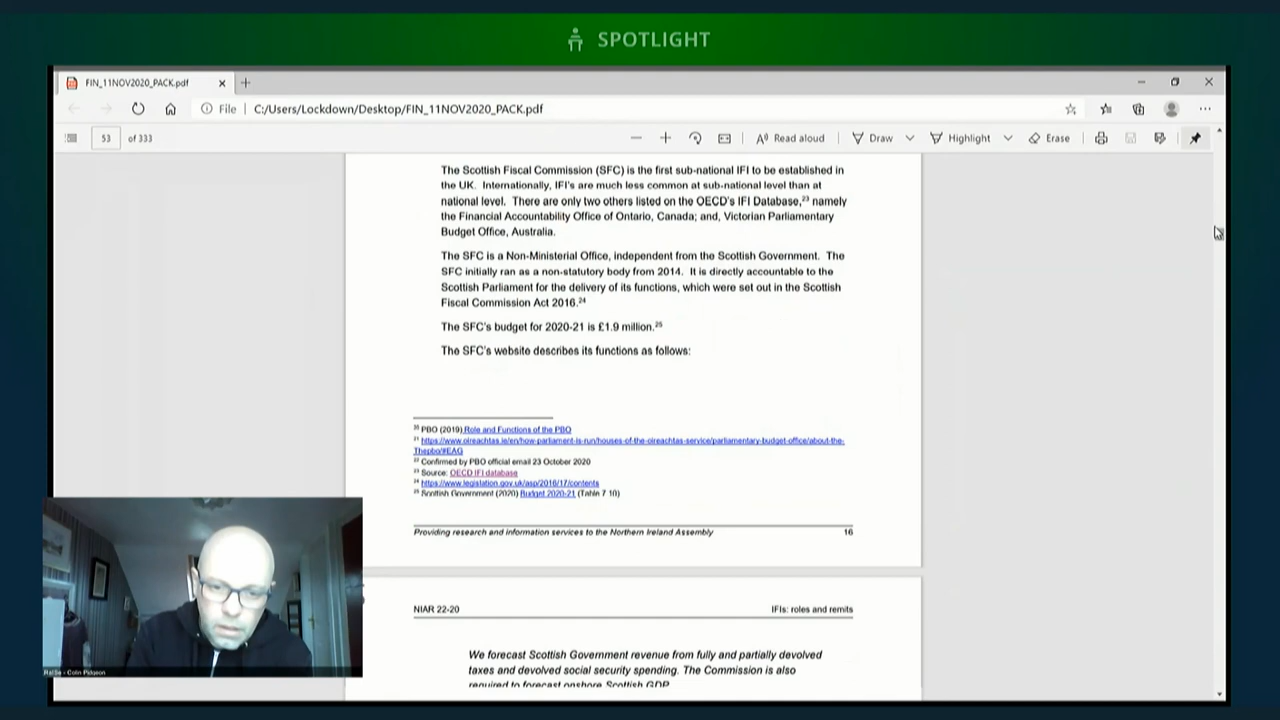 SPOTLIGHT
FIN_11NOV2020_PACK.pdf
File C:/Users/Lockdown/Desktop/FIN_11NOV2020_PACK.pdf
53 of 333 Read aloud Draw Highlight Erase
The Scottish Fiscal Commission (SFC) is the first sub-national IFI to be established in
the UK. Internationally, IFI's are much less common at sub-national level than at
national level. There are only two others listed on the OECD's IFI Database,23 namely
the Financial Accountability Office of Ontario, Canada; and, Victorian Parliamentary
Budget Office, Australia.
The SFC is a Non-Ministerial Office, independent from the Scottish Government. The
SFC initially ran as a non-statutory body from 2014. It is directly accountable to the
Scottish Parliament for the delivery of its functions, which were set out in the Scottish
Fiscal Commission Act 2016.24
The SFC's budget for 2020-21 is £1.9 million.25
The SFC's website describes its functions as follows:
20 PBO (2019) Role and Functions of the PBO
21 https://www.oireachtas.ie/en/how-parliament-is-run/houses-of-the-oireachtas-service/parliamentary-budget-office/about-the-
Thepbo/#EAG
22 Confirmed by PBO official email 23 October 2020
23 Source: OECD IFI database
24 https://www.legislation.gov.uk/asp/2016/17/contents
25 Scottish Government (2020) Budget 2020-21 (Table 7 10)
Providing research and information services to the Northern Ireland Assembly 16
NIAR 22-20 IFIs: roles and remits
We forecast Scottish Government revenue from fully and partially devolved
taxes and devolved social security spending. The Commission is also
required to forecast onshore Scottish GDP
RaISe - Colin Pidgeon